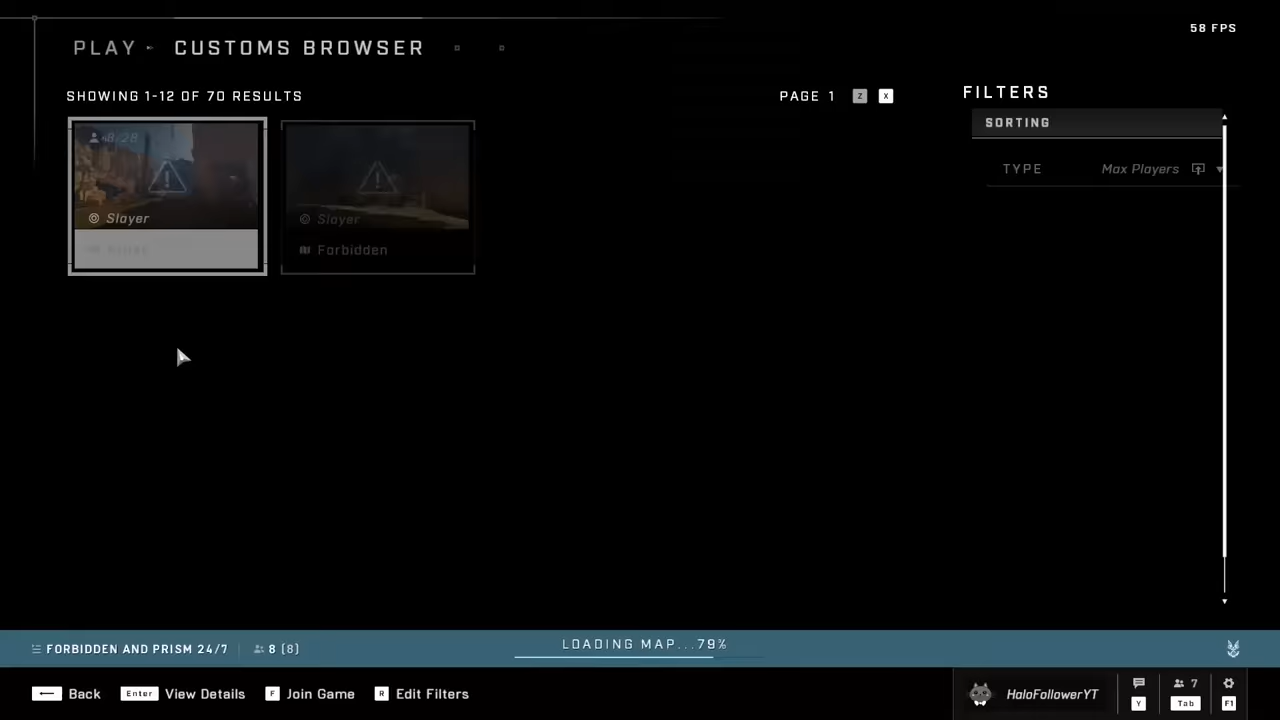 58 FPS
PLAY CUSTOMS BROWSER
SHOWING 1-12 OF 70 RESULTS
PAGE 1 Z X
FILTERS
SORTING
TYPE Max Players
8/28
Slayer
Slayer
Forbidden
LOADING MAP...79%
FORBIDDEN AND PRISM 24/7 8 (8)
Back Enter View Details F Join Game R Edit Filters
HaloFollowerYT Y 7 Tab F1